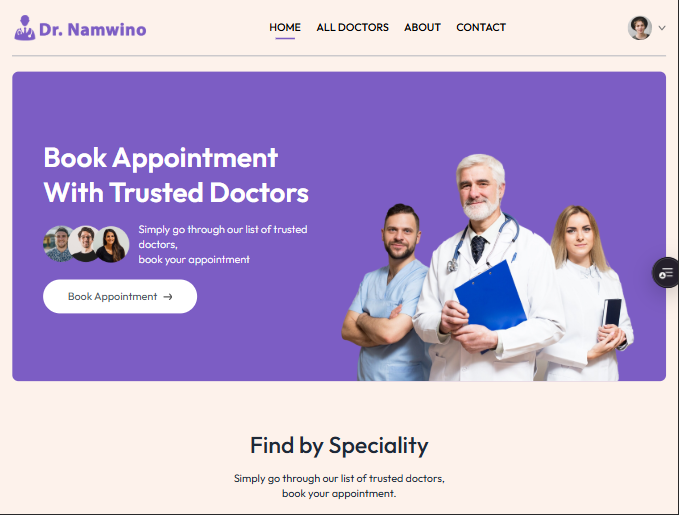 Dr. Namwino
HOME
ALL DOCTORS
ABOUT
CONTACT
Book Appointment
With Trusted Doctors
Simply go through our list of trusted
doctors,
book your appointment
Book Appointment →
Find by Speciality
Simply go through our list of trusted doctors,
book your appointment.